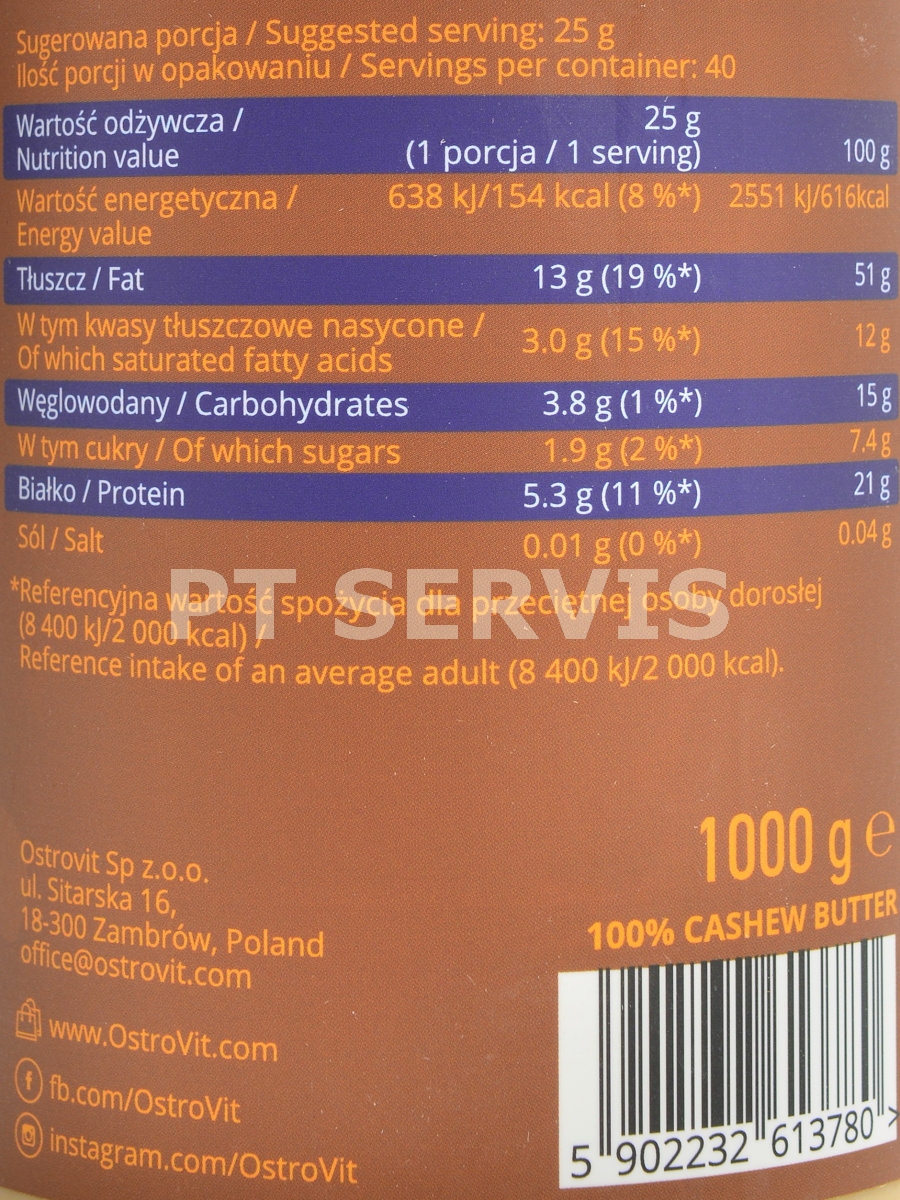 Sugerowana porcja / Suggested serving: 25 g
Ilość porcji w opakowaniu / Servings per container: 40
Wartość odżywcza / Nutrition value 25 g (1 porcja / 1 serving) 100 g
Wartość energetyczna / Energy value 638 kJ/154 kcal (8 %*) 2551 kJ/616kcal
Tłuszcz / Fat 13 g (19 %*) 51 g
W tym kwasy tłuszczowe nasycone / Of which saturated fatty acids 3.0 g (15 %*) 12 g
Węglowodany / Carbohydrates 3.8 g (1 %*) 15 g
W tym cukry / Of which sugars 1.9 g (2 %*) 7.4 g
Białko / Protein 5.3 g (11 %*) 21 g
Sól / Salt 0.01 g (0 %*) 0.04 g
*Referencyjna wartość spożycia dla przeciętnej osoby dorosłej
(8 400 kJ/2 000 kcal) /
Reference intake of an average adult (8 400 kJ/2 000 kcal).
PT SERVIS
1000 g e
100% CASHEW BUTTER
Ostrovit Sp z.o.o.
ul. Sitarska 16,
18-300 Zambrów, Poland
office@ostrovit.com
www.OstroVit.com
fb.com/OstroVit
instagram.com/OstroVit
5 902232 613780 >